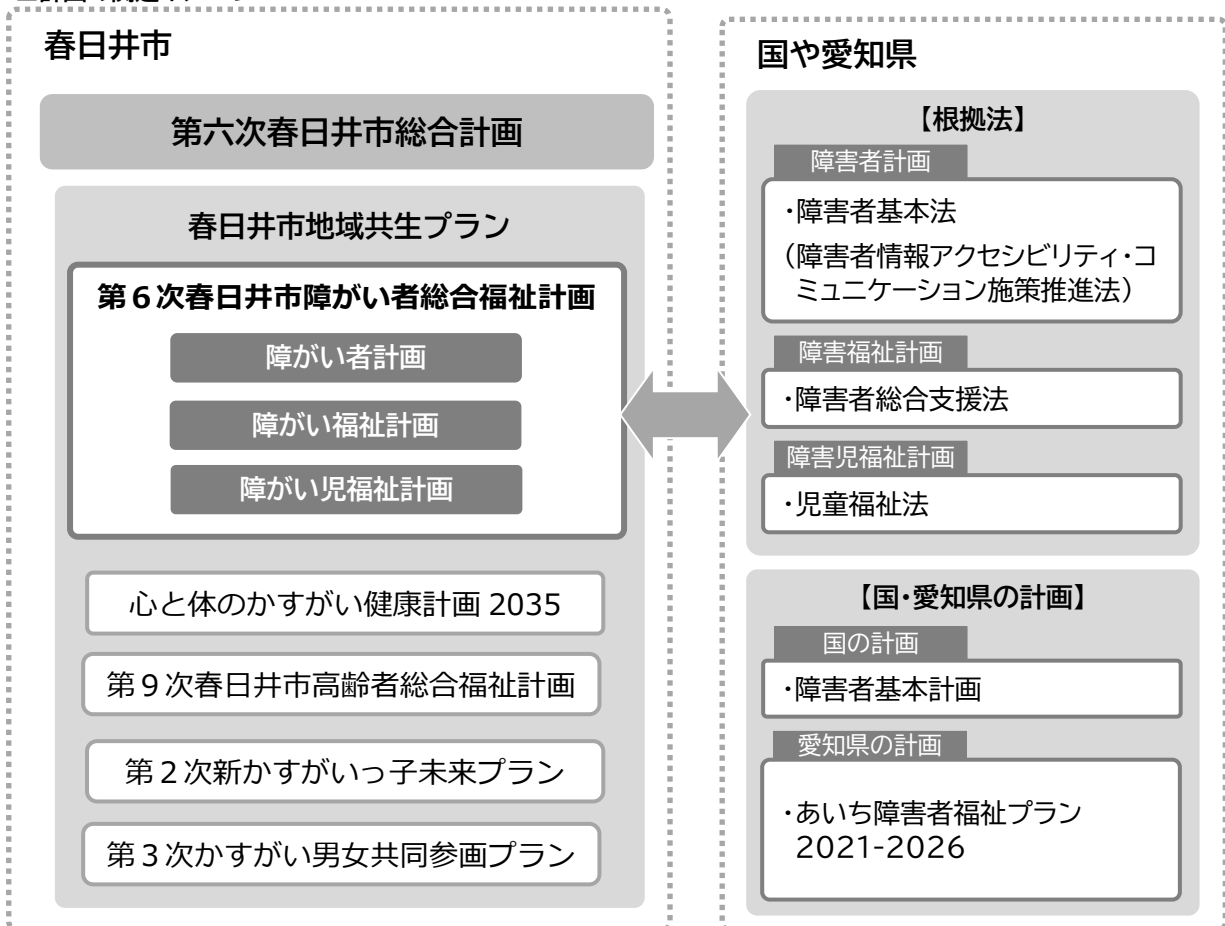 春日井市
第六次春日井市総合計画
春日井市地域共生プラン
第6次春日井市障がい者総合福祉計画
障がい者計画
障がい福祉計画
障がい児福祉計画
心と体のかすがい健康計画 2035
第9次春日井市高齢者総合福祉計画
第2次新かすがいっ子未来プラン
第3次かすがい男女共同参画プラン
国や愛知県
【根拠法】
障害者計画
・障害者基本法
(障害者情報アクセシビリティ・コ
ミュニケーション施策推進法)
障害福祉計画
・障害者総合支援法
障害児福祉計画
・児童福祉法
【国・愛知県の計画】
国の計画
・障害者基本計画
愛知県の計画
・あいち障害者福祉プラン
2021-2026